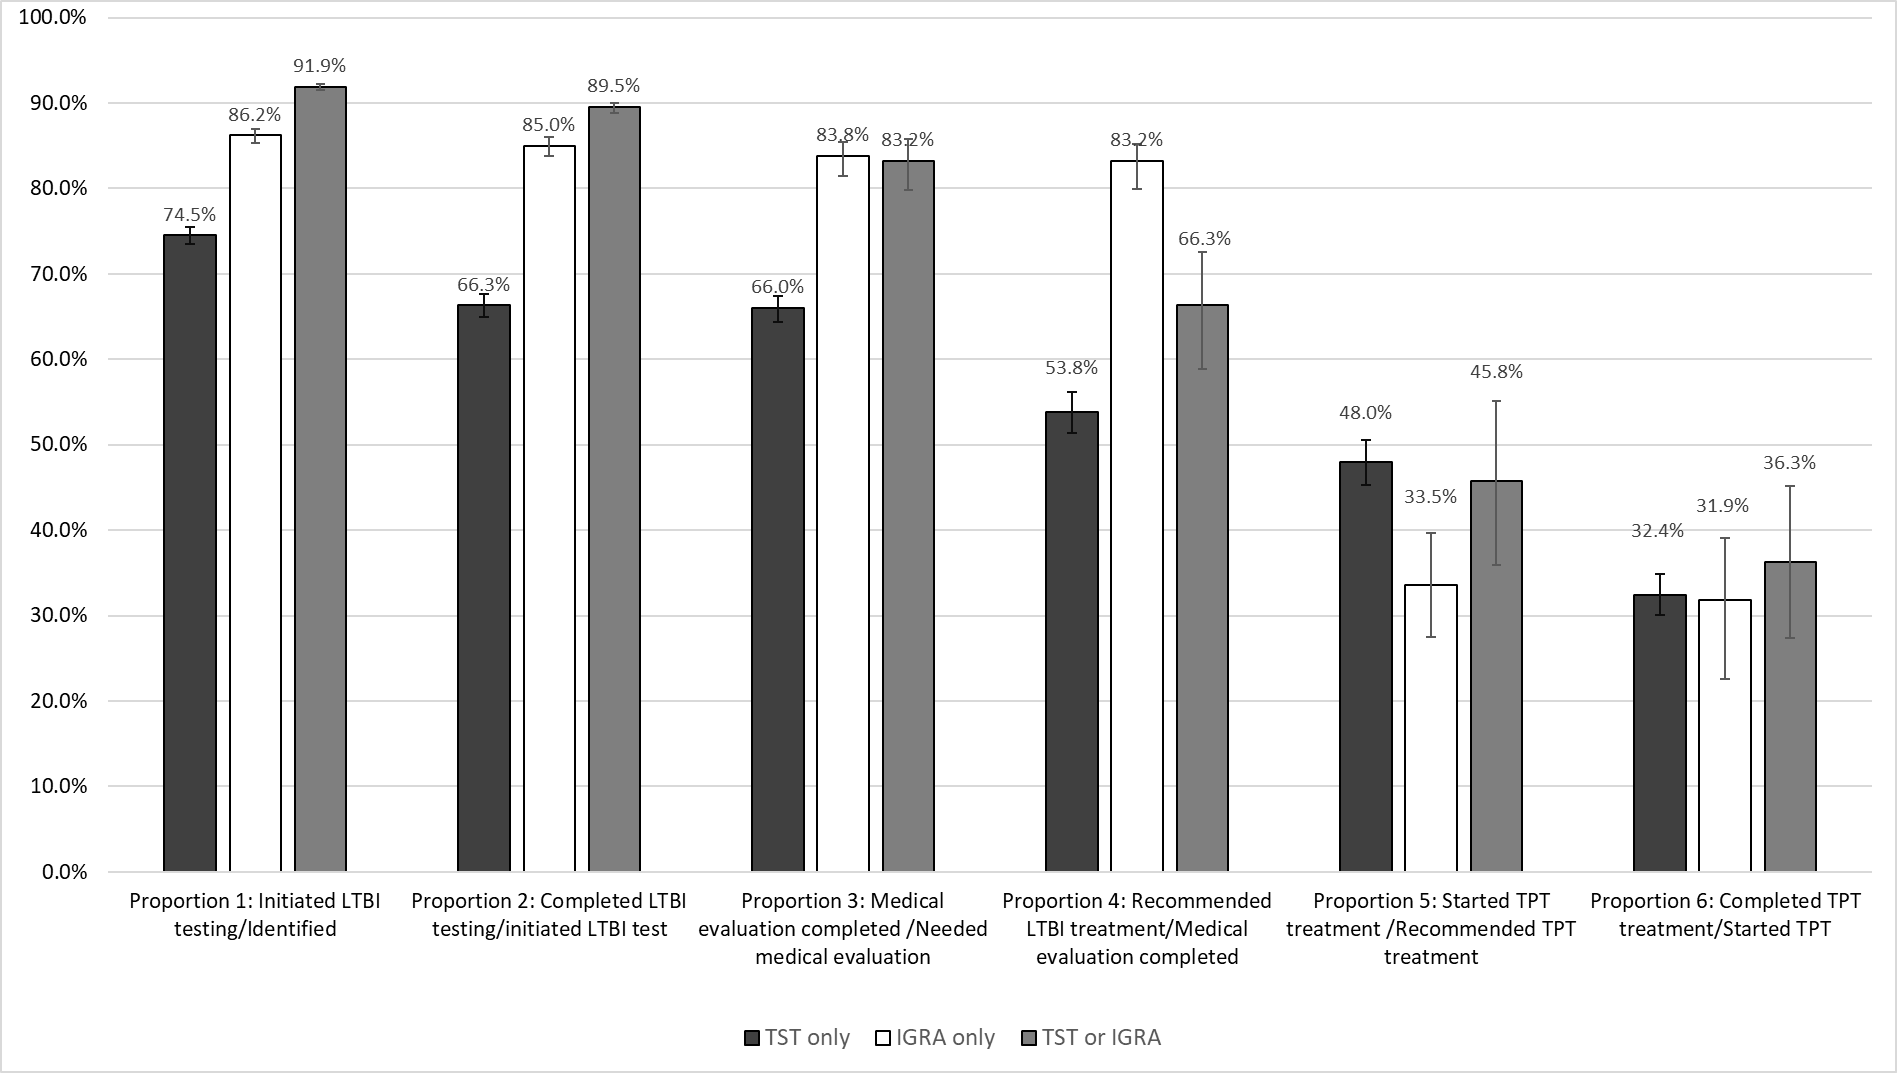 100.0%
90.0%
80.0%
70.0%
60.0%
50.0%
40.0%
30.0%
20.0%
10.0%
0.0%
74.5%
86.2%
91.9%
66.3%
85.0%
89.5%
66.0%
83.8%
83.2%
53.8%
83.2%
66.3%
48.0%
33.5%
45.8%
32.4%
31.9%
36.3%
Proportion 1: Initiated LTBI
testing/Identified
Proportion 2: Completed LTBI
testing/initiated LTBI test
Proportion 3: Medical
evaluation completed /Needed
medical evaluation
Proportion 4: Recommended
LTBI treatment/Medical
evaluation completed
Proportion 5: Started TPT
treatment /Recommended TPT
treatment
Proportion 6: Completed TPT
treatment/Started TPT
TST only
IGRA only
TST or IGRA